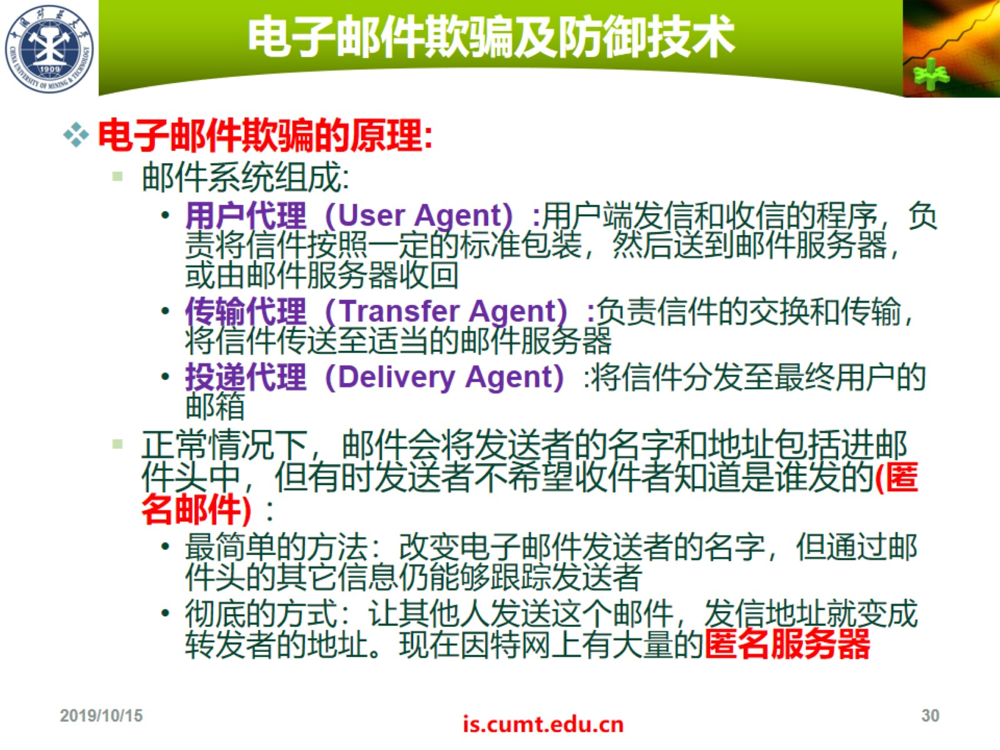 电子邮件欺骗及防御技术
中国矿业大学
CHINA UNIVERSITY OF MINING & TECHNOLOGY
1909
电子邮件欺骗的原理:
邮件系统组成:
• 用户代理（User Agent）:用户端发信和收信的程序，负
责将信件按照一定的标准包装，然后送到邮件服务器，
或由邮件服务器收回
• 传输代理（Transfer Agent）:负责信件的交换和传输，
将信件传送至适当的邮件服务器
• 投递代理（Delivery Agent）:将信件分发至最终用户的
邮箱
正常情况下，邮件会将发送者的名字和地址包括进邮
件头中，但有时发送者不希望收件者知道是谁发的(匿
名邮件)：
• 最简单的方法：改变电子邮件发送者的名字，但通过邮
件头的其它信息仍能够跟踪发送者
• 彻底的方式：让其他人发送这个邮件，发信地址就变成
转发者的地址。现在因特网上有大量的匿名服务器
2019/10/15
is.cumt.edu.cn
30